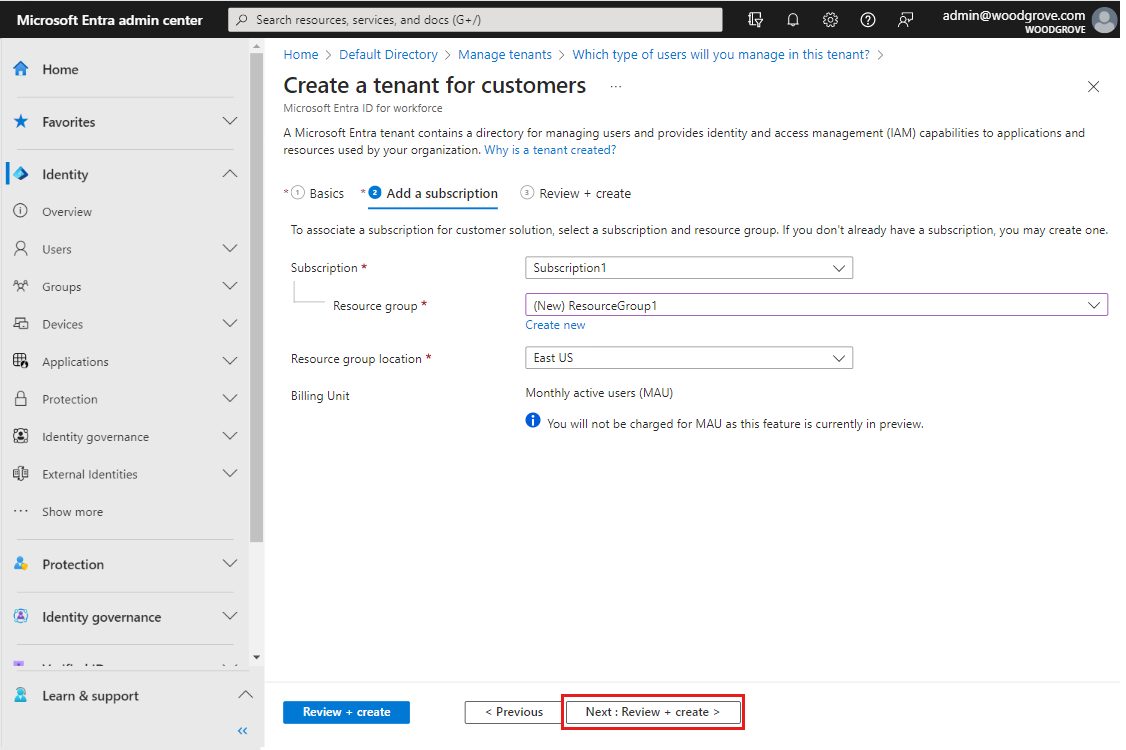 Microsoft Entra admin center
Search resources, services, and docs (G+/)
admin@woodgrove.com
WOODGROVE
Home
Favorites
Identity
Overview
Users
Groups
Devices
Applications
Protection
Identity governance
External Identities
Show more
Protection
Identity governance
Learn & support
Home > Default Directory > Manage tenants > Which type of users will you manage in this tenant? >
Create a tenant for customers ...
Microsoft Entra ID for workforce
A Microsoft Entra tenant contains a directory for managing users and provides identity and access management (IAM) capabilities to applications and
resources used by your organization. Why is a tenant created?
* 1 Basics * 2 Add a subscription 3 Review + create
To associate a subscription for customer solution, select a subscription and resource group. If you don't already have a subscription, you may create one.
Subscription * Subscription1
Resource group * (New) ResourceGroup1
Create new
Resource group location * East US
Billing Unit Monthly active users (MAU)
You will not be charged for MAU as this feature is currently in preview.
Review + create < Previous Next : Review + create >